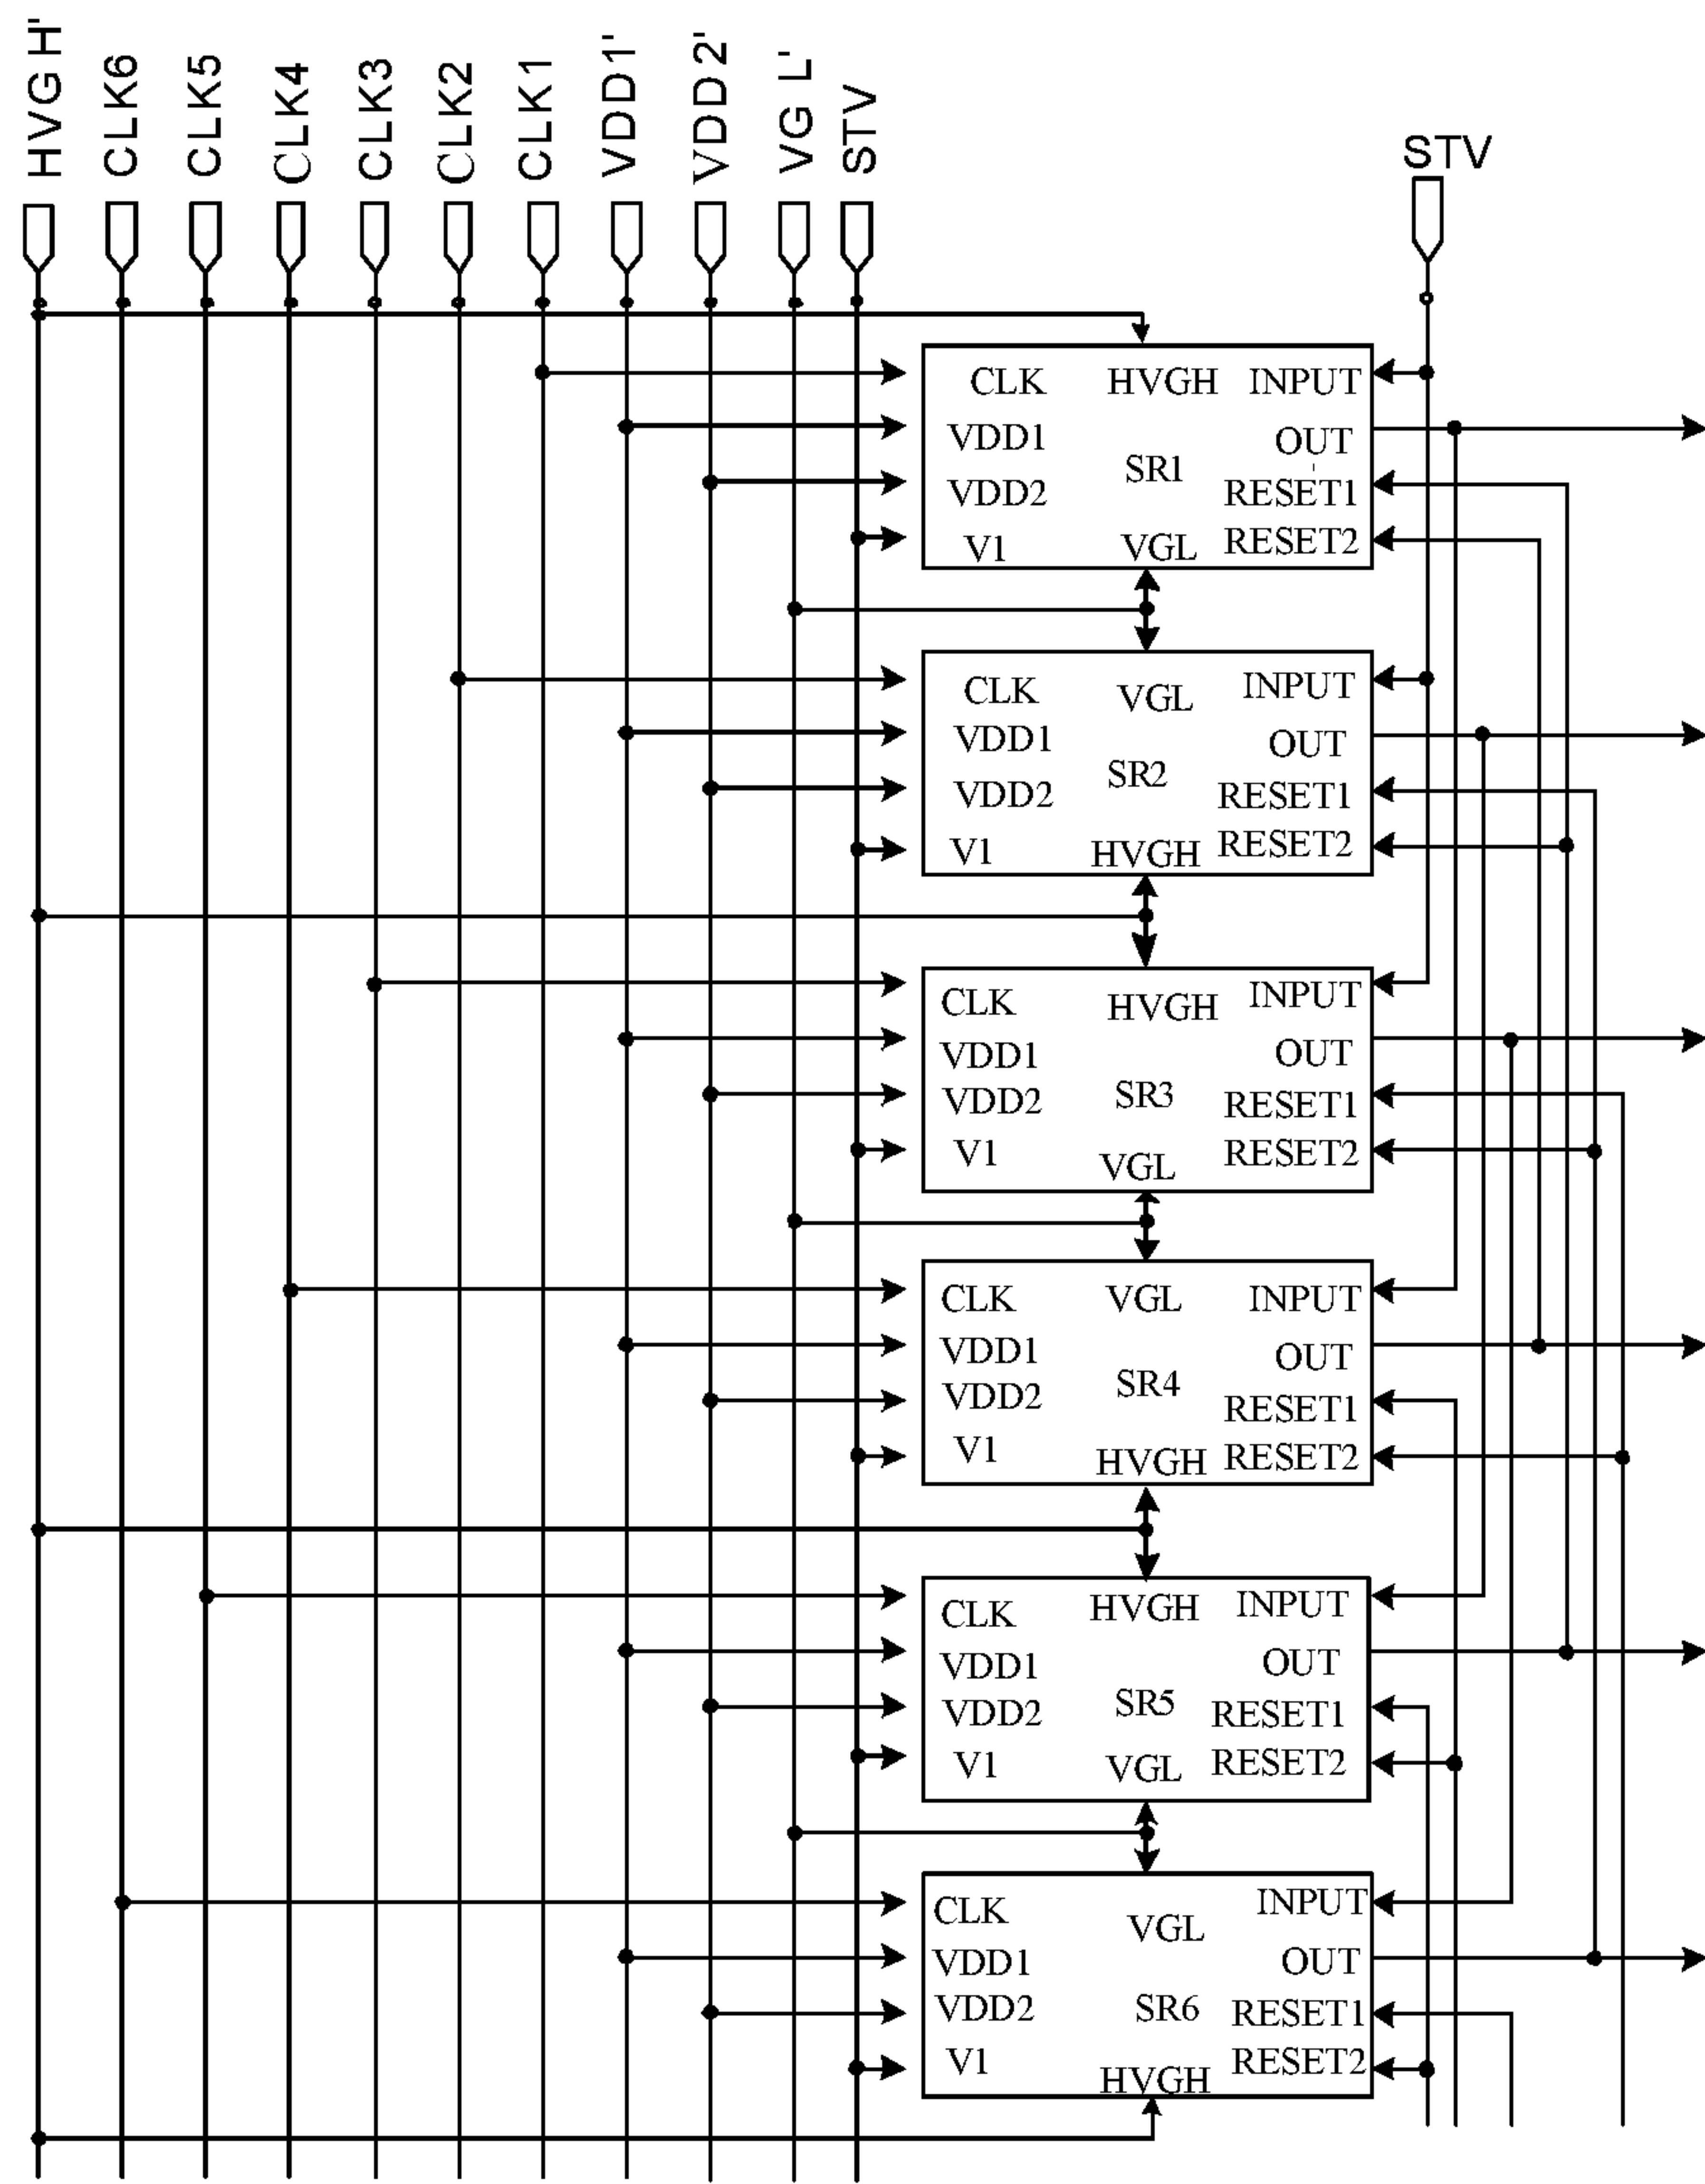 HVGH'
CLK6
CLK5
CLK4
CLK3
CLK2
CLK1
VDD1'
VDD2'
VGL'
STV
STV
CLK HVGH INPUT
VDD1 OUT
SR1
VDD2 RESET1
V1 VGL RESET2
CLK VGL INPUT
VDD1 OUT
SR2
VDD2 RESET1
V1 HVGH RESET2
CLK HVGH INPUT
VDD1 OUT
VDD2 SR3 RESET1
V1 VGL RESET2
CLK VGL INPUT
VDD1 OUT
VDD2 SR4 RESET1
V1 HVGH RESET2
CLK HVGH INPUT
VDD1 OUT
VDD2 SR5 RESET1
V1 VGL RESET2
CLK VGL INPUT
VDD1 OUT
VDD2 SR6 RESET1
V1 HVGH RESET2